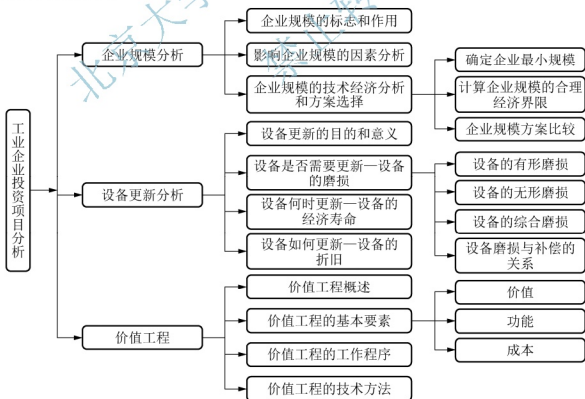 工业企业投资项目分析
企业规模分析
企业规模的标志和作用
影响企业规模的因素分析
企业规模的技术经济分析
和方案选择
确定企业最小规模
计算企业规模的合理
经济界限
企业规模方案比较
设备更新分析
设备更新的目的和意义
设备是否需要更新—设备
的磨损
设备的有形磨损
设备的无形磨损
设备的综合磨损
设备磨损与补偿的
关系
设备何时更新—设备的
经济寿命
设备如何更新—设备的
折旧
价值工程
价值工程概述
价值工程的基本要素
价值
功能
成本
价值工程的工作程序
价值工程的技术方法
北京大学
禁止转